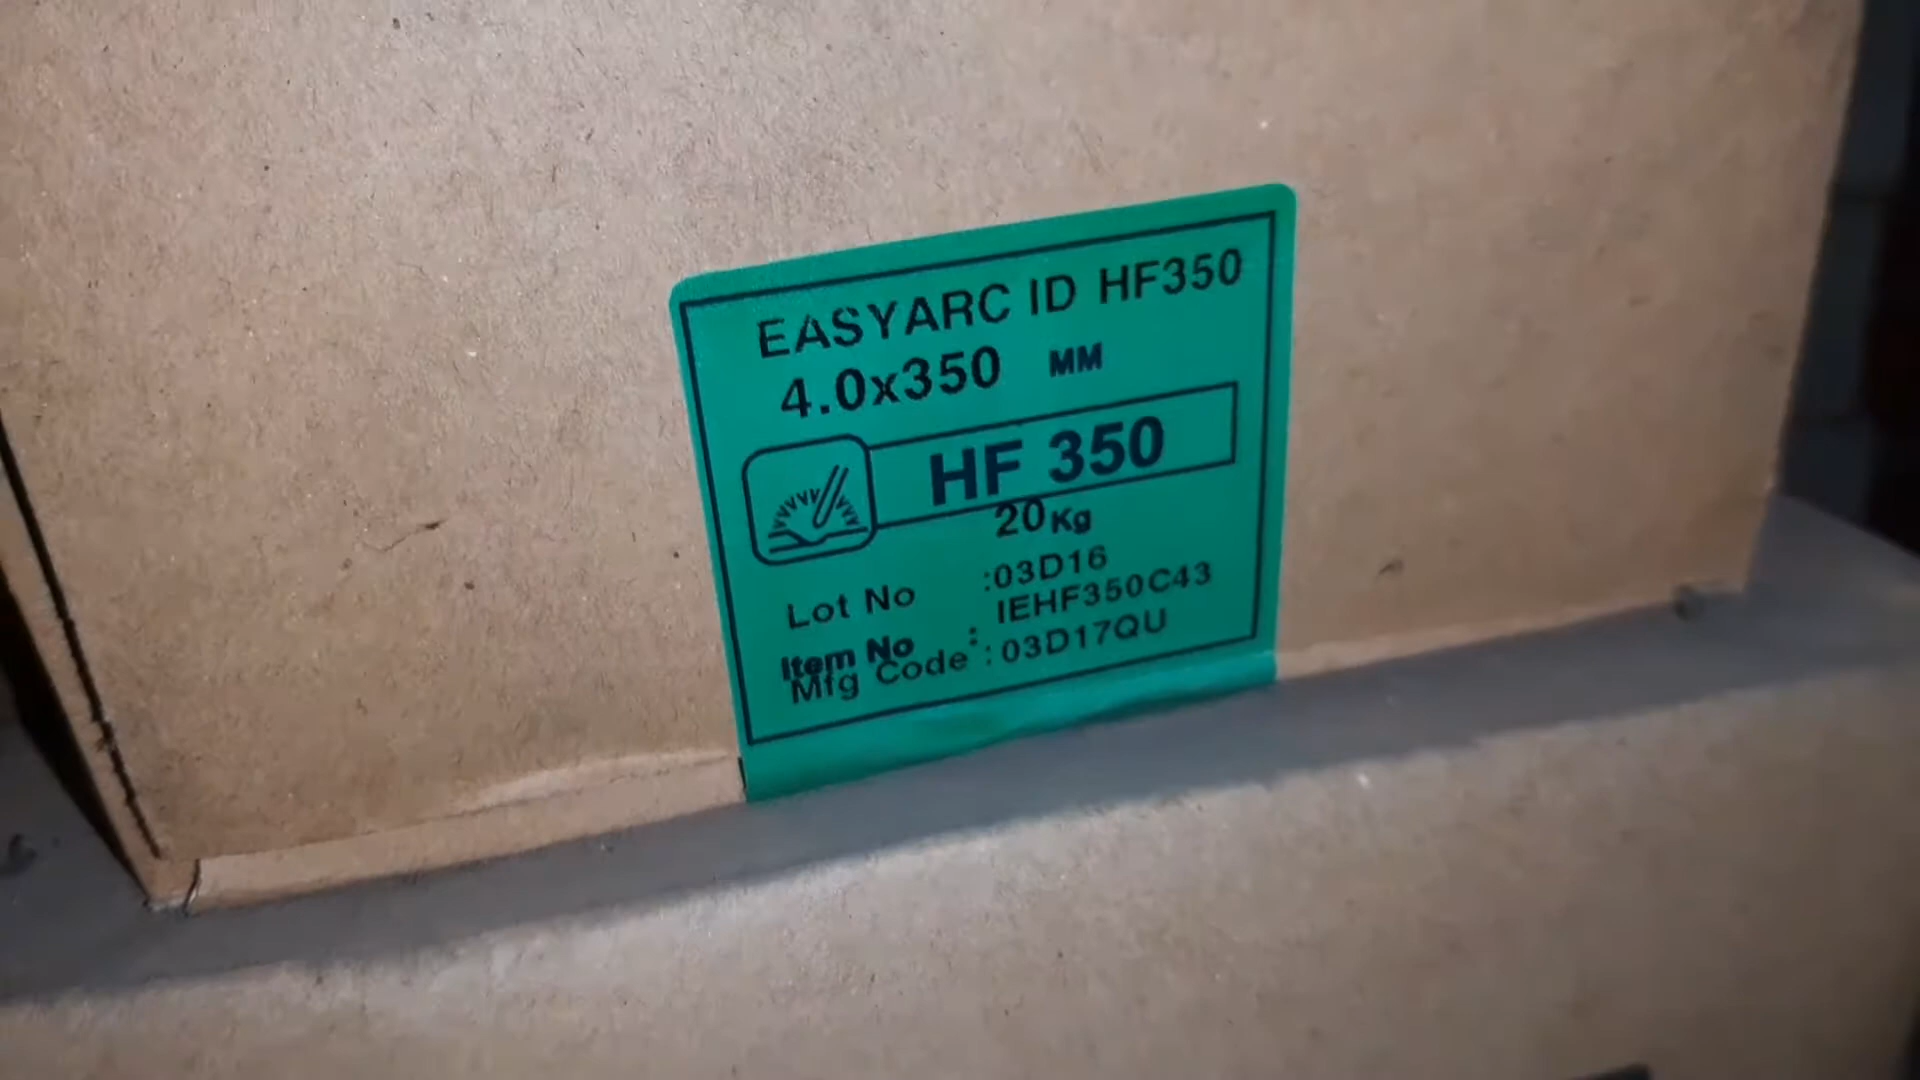 EASYARC ID HF350
4.0x350 MM
HF 350
20Kg
Lot No :03D16
Item No : IEHF350C43
Mfg Code :03D17QU